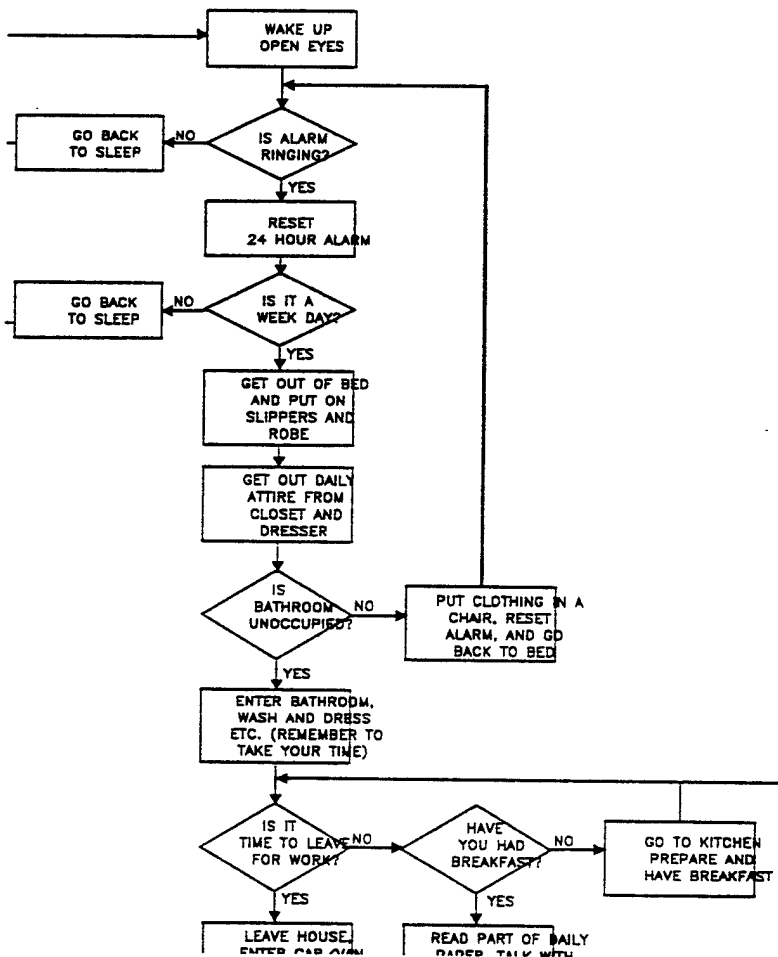 WAKE UP
OPEN EYES
GO BACK
TO SLEEP
NO
IS ALARM
RINGING?
YES
RESET
24 HOUR ALARM
GO BACK
TO SLEEP
NO
IS IT A
WEEK DAY?
YES
GET OUT OF BED
AND PUT ON
SLIPPERS AND
ROBE
GET OUT DAILY
ATTIRE FROM
CLOSET AND
DRESSER
IS
BATHROOM
UNOCCUPIED?
NO
PUT CLOTHING IN A
CHAIR, RESET
ALARM, AND GO
BACK TO BED
YES
ENTER BATHROOM,
WASH AND DRESS
ETC. (REMEMBER TO
TAKE YOUR TIME)
IS IT
TIME TO LEAVE
FOR WORK?
NO
HAVE
YOU HAD
BREAKFAST?
NO
GO TO KITCHEN
PREPARE AND
HAVE BREAKFAST
YES
YES
LEAVE HOUSE,
ENTER CAR
READ PART OF DAILY
PAPER, TALK WITH